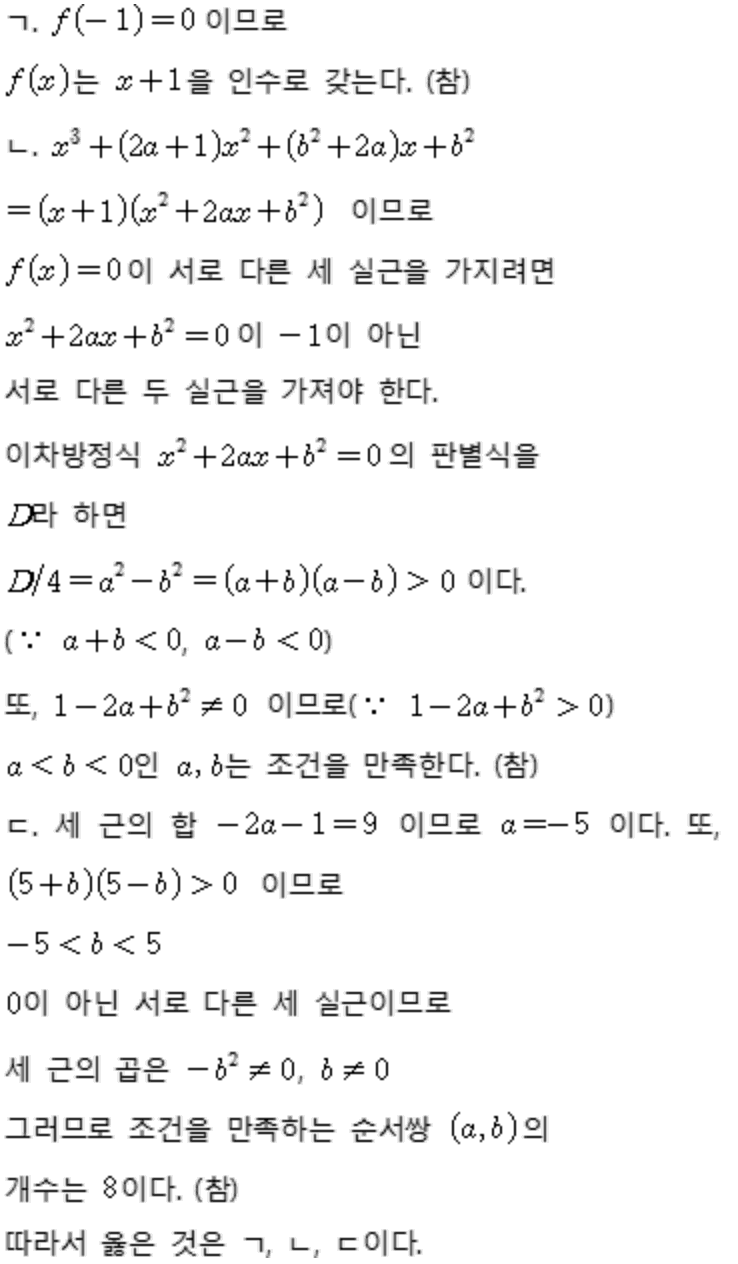 ㄱ. f(−1)=0 이므로
f(x)는 x+1을 인수로 갖는다. (참)
ㄴ. x³+(2a+1)x²+(b²+2a)x+b²
=(x+1)(x²+2ax+b²) 이므로
f(x)=0이 서로 다른 세 실근을 가지려면
x²+2ax+b²=0이 −1이 아닌
서로 다른 두 실근을 가져야 한다.
이차방정식 x²+2ax+b²=0의 판별식을
D라 하면
D/4=a²−b²=(a+b)(a−b)>0 이다.
(∵ a+b<0, a−b<0)
또, 1−2a+b²≠0 이므로(∵ 1−2a+b²>0)
a<b<0인 a, b는 조건을 만족한다. (참)
ㄷ. 세 근의 합 −2a−1=9 이므로 a=−5 이다. 또,
(5+b)(5−b)>0 이므로
−5<b<5
0이 아닌 서로 다른 세 실근이므로
세 근의 곱은 −b²≠0, b≠0
그러므로 조건을 만족하는 순서쌍 (a,b)의
개수는 8이다. (참)
따라서 옳은 것은 ㄱ, ㄴ, ㄷ이다.